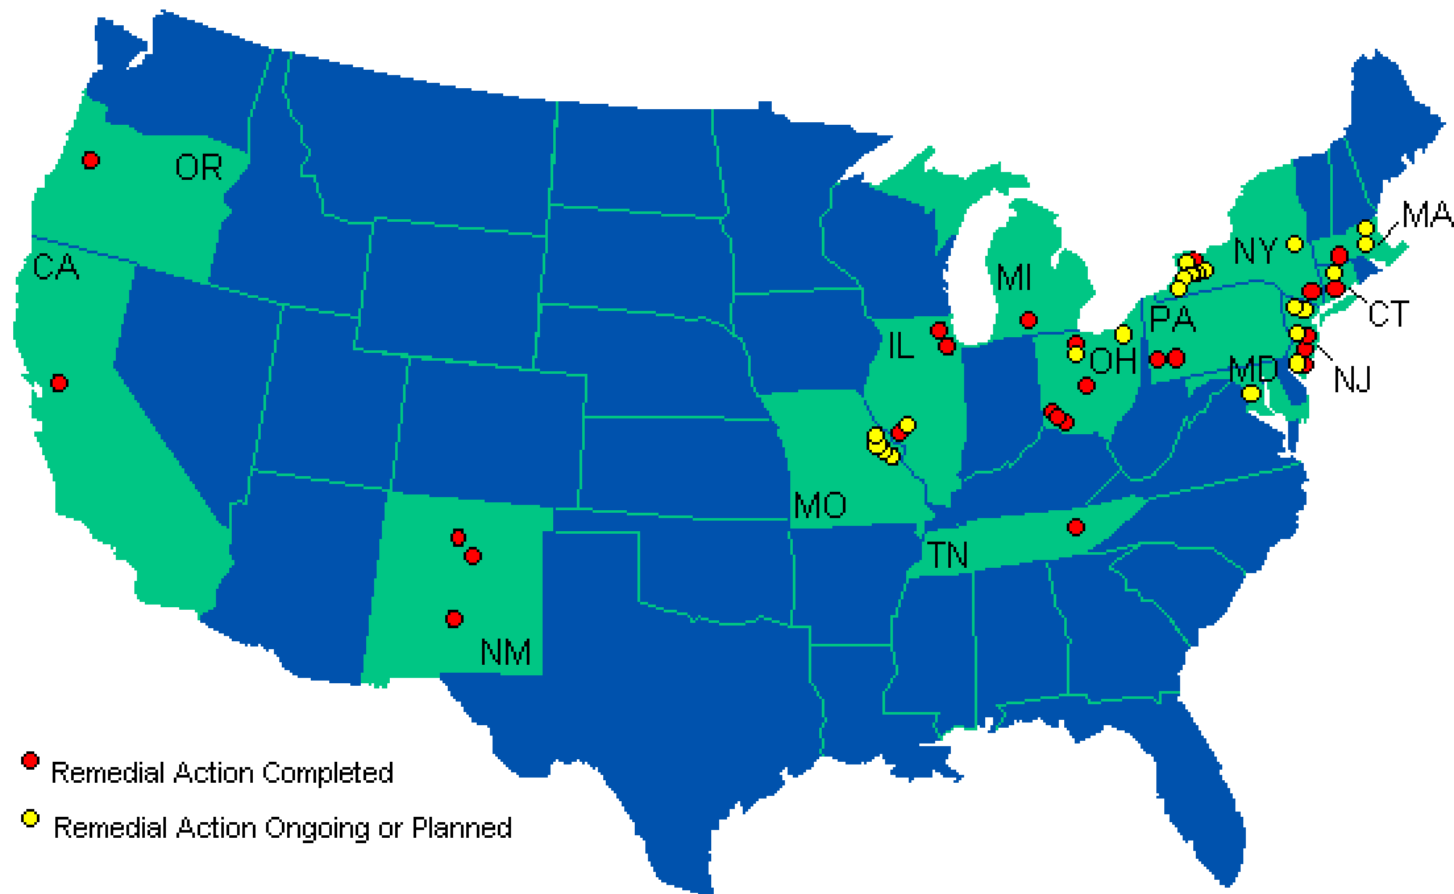 MA
OR
NY
CA
MI
CT
PA
IL
OH
MD
NJ
MO
TN
NM
Remedial Action Completed
Remedial Action Ongoing or Planned